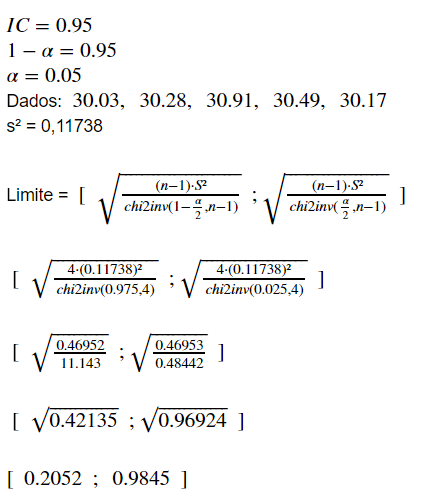 IC = 0.95
1 − α = 0.95
α = 0.05
Dados: 30.03, 30.28, 30.91, 30.49, 30.17
s² = 0,11738
Limite = [ √((n−1)·S² / chi2inv(1−α/2,n−1)) ; √((n−1)·S² / chi2inv(α/2,n−1)) ]
[ √(4·(0.11738)² / chi2inv(0.975,4)) ; √(4·(0.11738)² / chi2inv(0.025,4)) ]
[ √(0.46952 / 11.143) ; √(0.46953 / 0.48442) ]
[ √0.42135 ; √0.96924 ]
[ 0.2052 ; 0.9845 ]